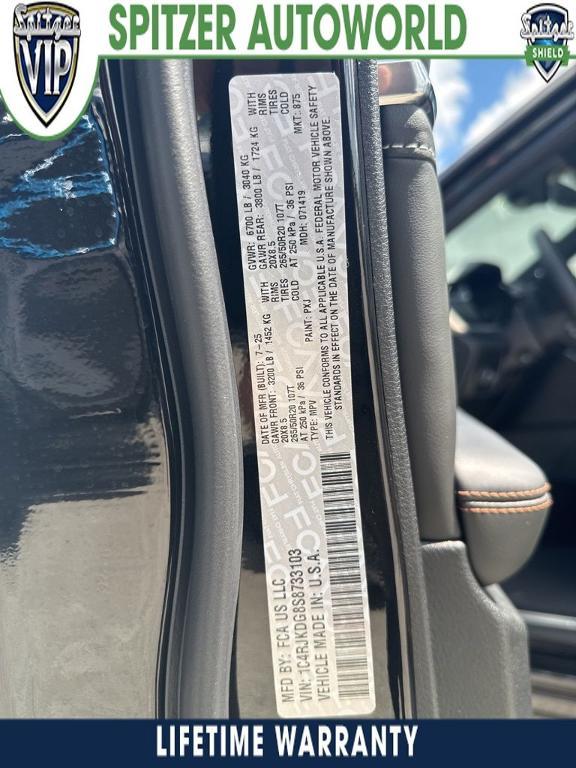 Spitzer
VIP
SPITZER AUTOWORLD
Spitzer
SHIELD
MFD BY: FCA US LLC
DATE OF MFR (BUILT): 7-25
GVWR: 6700 LB / 3040 KG
GAWR FRONT: 3200 LB / 1452 KG WITH
20X8.5 RIMS
265/50R20 107T TIRES
AT 250 kPa / 36 PSI COLD
GAWR REAR: 3800 LB / 1724 KG WITH
20X8.5 RIMS
265/50R20 107T TIRES
AT 250 kPa / 36 PSI COLD
TYPE: MPV PAINT: PXJ MDH: 071419 MKT: 875
THIS VEHICLE CONFORMS TO ALL APPLICABLE U.S.A. FEDERAL MOTOR VEHICLE SAFETY
STANDARDS IN EFFECT ON THE DATE OF MANUFACTURE SHOWN ABOVE.
VIN: 1C4RJKDG8S8733103
VEHICLE MADE IN: U.S.A.
LIFETIME WARRANTY